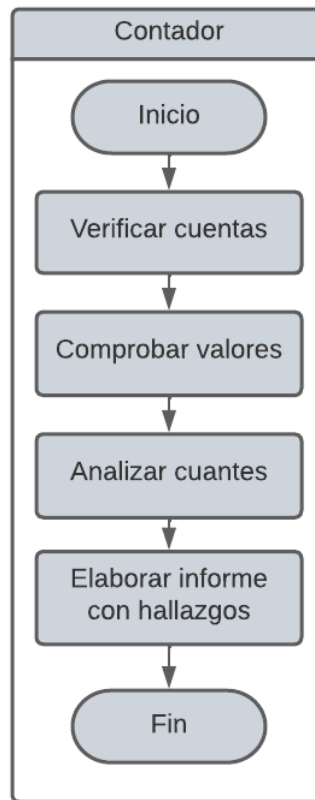 Contador
Inicio
Verificar cuentas
Comprobar valores
Analizar cuantes
Elaborar informe
con hallazgos
Fin